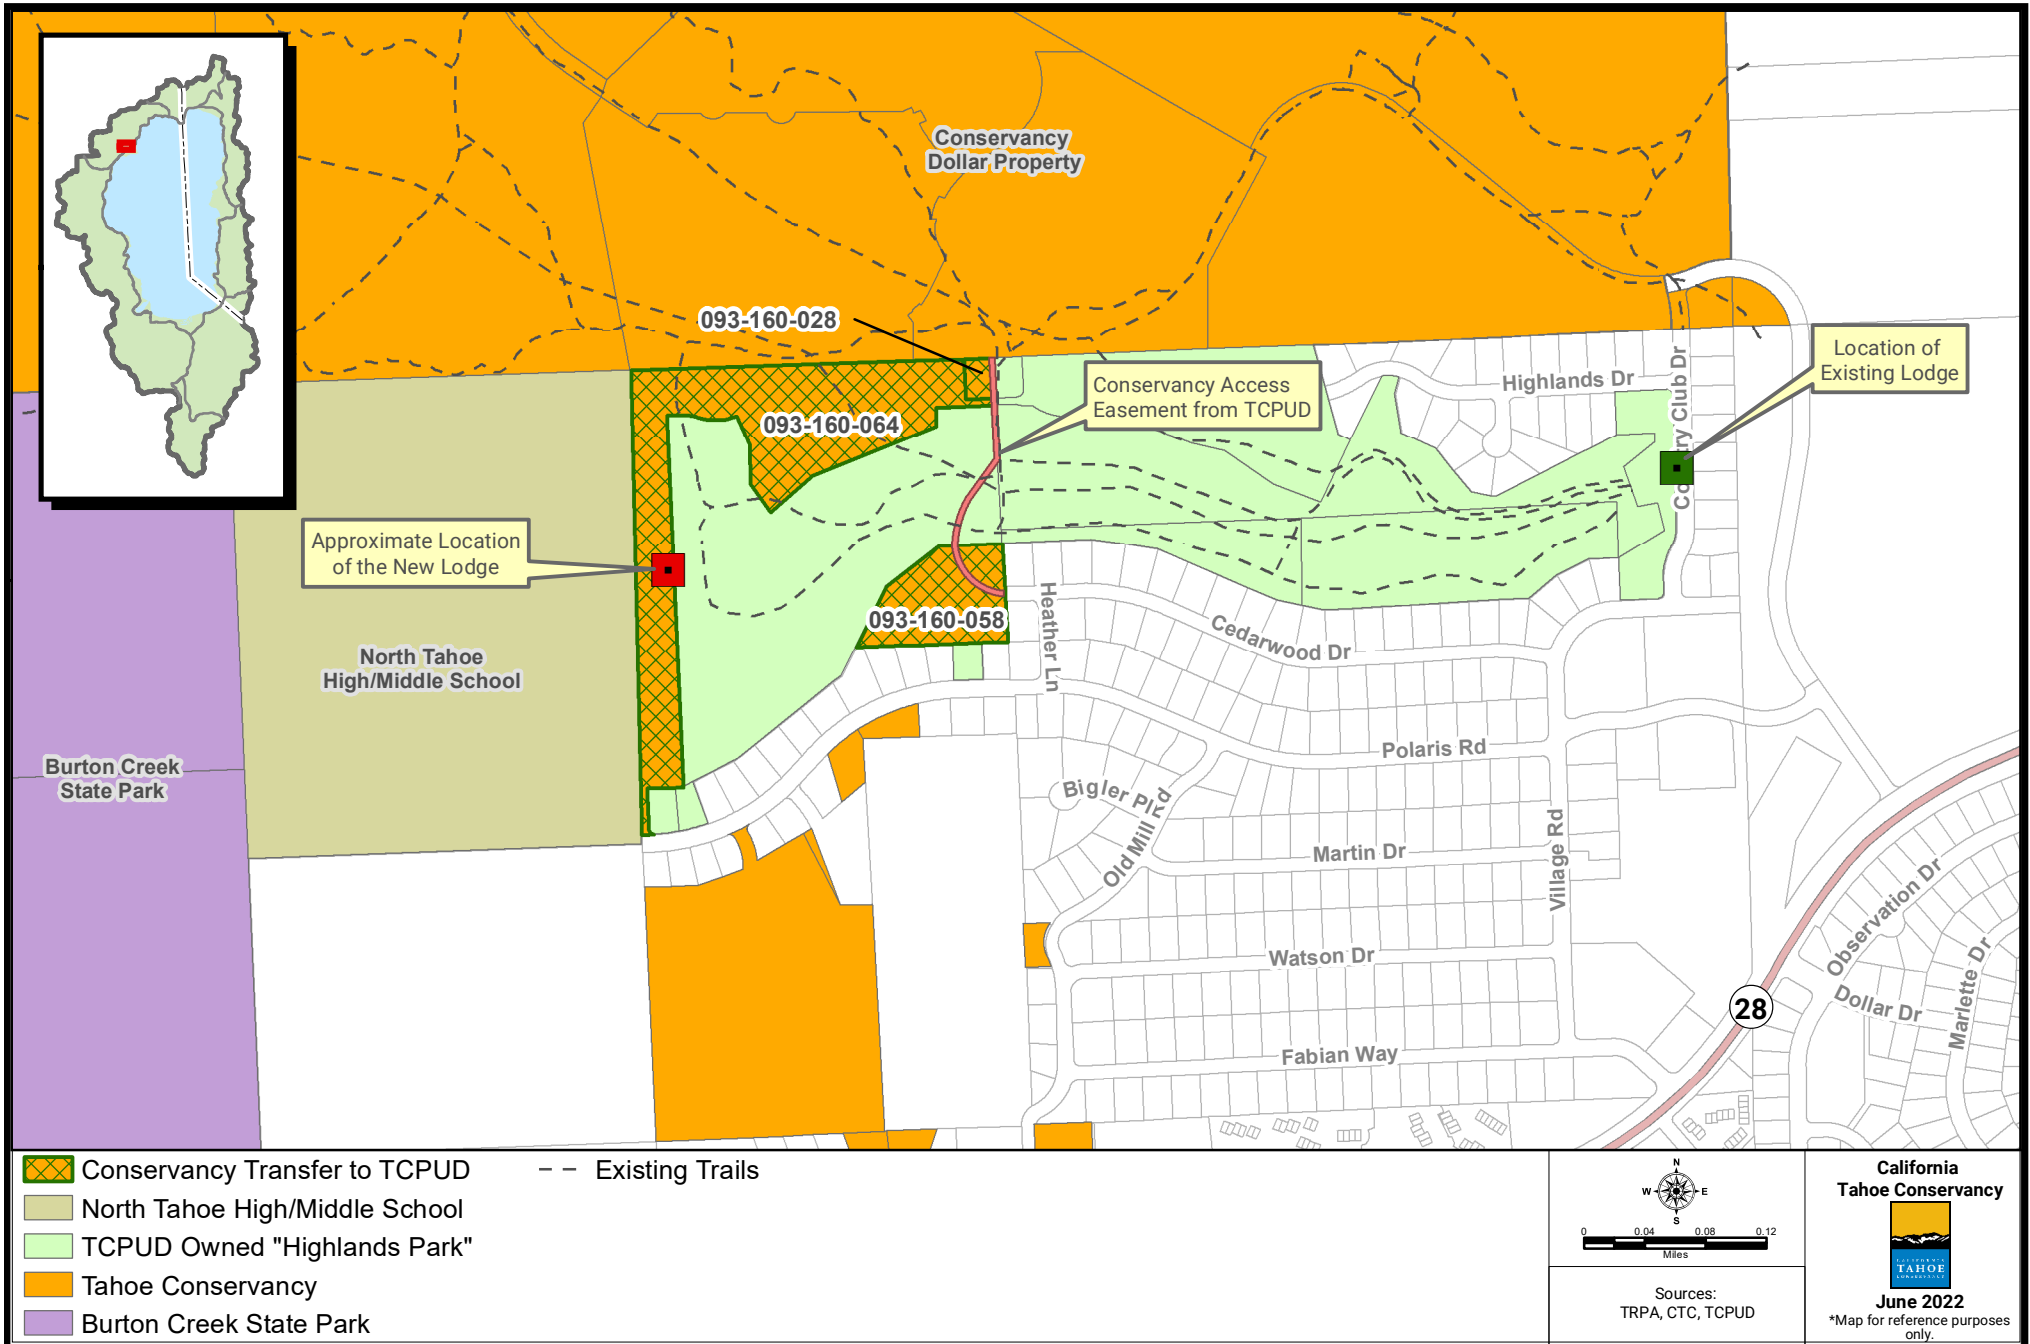 Conservancy
Dollar Property
093-160-028
Conservancy Access
Easement from TCPUD
Highlands Dr
Location of
Existing Lodge
Country Club Dr
093-160-064
Approximate Location
of the New Lodge
093-160-058
North Tahoe
High/Middle School
Heather Ln
Cedarwood Dr
Burton Creek
State Park
Polaris Rd
Bigler Pl
Old Mill Rd
Martin Dr
Village Rd
Watson Dr
Fabian Way
28
Observation Dr
Dollar Dr
Marlette Dr
Conservancy Transfer to TCPUD
Existing Trails
North Tahoe High/Middle School
TCPUD Owned "Highlands Park"
Tahoe Conservancy
Burton Creek State Park
N
W E
S
0 0.04 0.08 0.12
Miles
Sources:
TRPA, CTC, TCPUD
California
Tahoe Conservancy
CALIFORNIA
TAHOE
CONSERVANCY
June 2022
*Map for reference purposes
only.